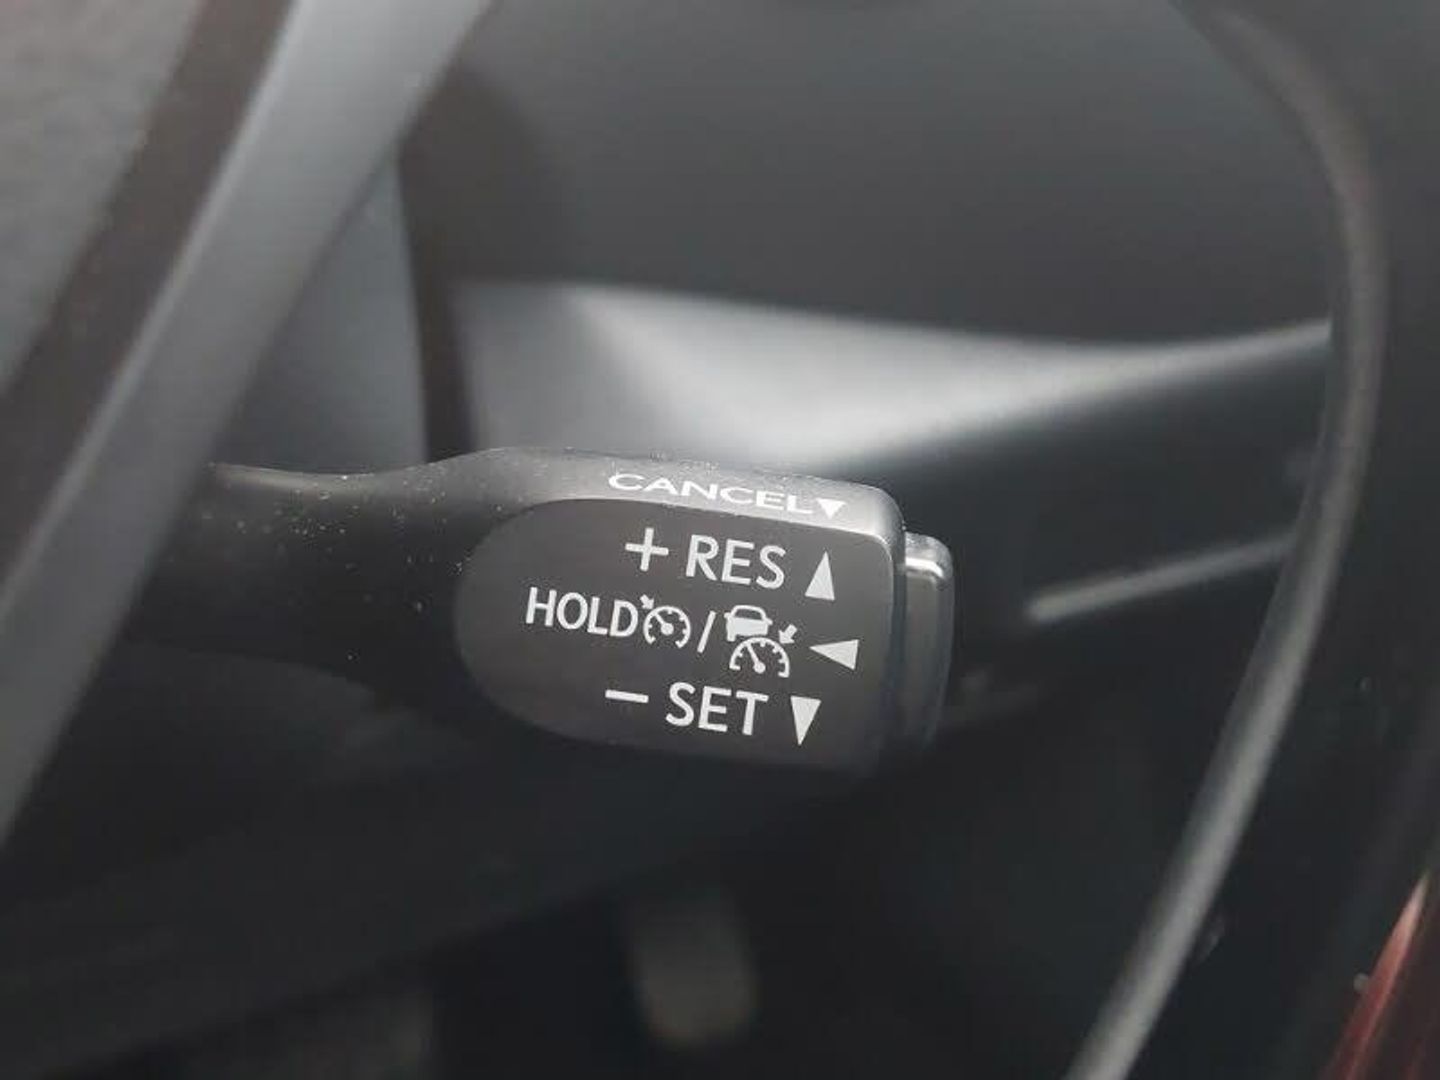 CANCEL▼
+ RES ▲
HOLD / ◀
− SET ▼